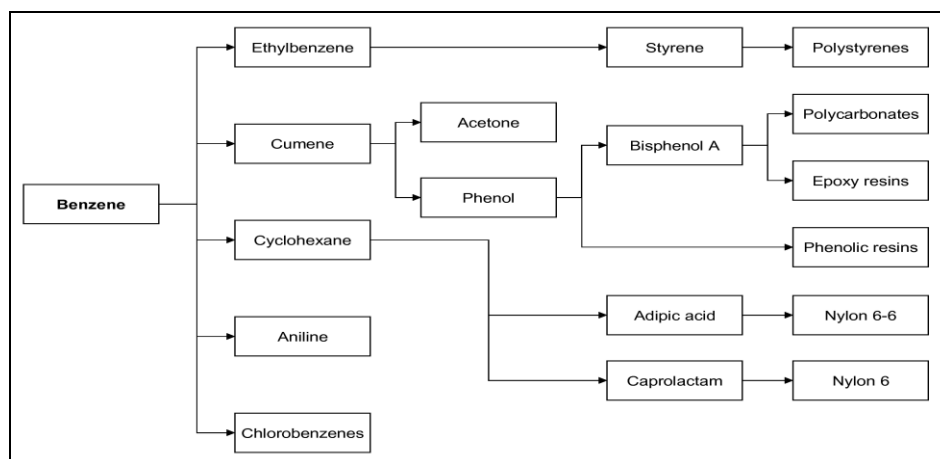 Ethylbenzene
Styrene
Polystyrenes
Polycarbonates
Acetone
Cumene
Bisphenol A
Epoxy resins
Phenol
Benzene
Cyclohexane
Phenolic resins
Adipic acid
Nylon 6-6
Aniline
Caprolactam
Nylon 6
Chlorobenzenes